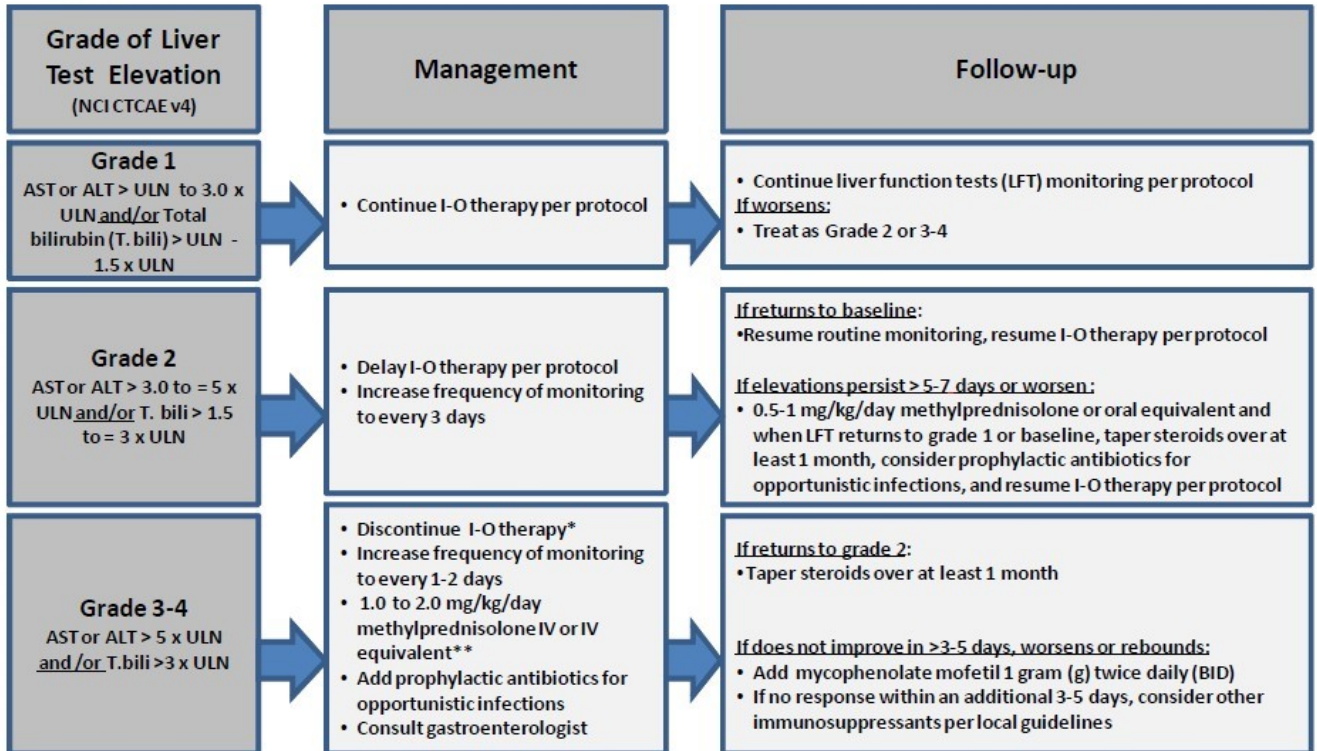 Grade of Liver
Test Elevation
(NCI CTCAE v4)
Management
Follow-up
Grade 1
AST or ALT > ULN to 3.0 x
ULN and/or Total
bilirubin (T. bili) > ULN -
1.5 x ULN
• Continue I-O therapy per protocol
• Continue liver function tests (LFT) monitoring per protocol
If worsens:
• Treat as Grade 2 or 3-4
Grade 2
AST or ALT > 3.0 to = 5 x
ULN and/or T. bili > 1.5
to = 3 x ULN
• Delay I-O therapy per protocol
• Increase frequency of monitoring
to every 3 days
If returns to baseline:
•Resume routine monitoring, resume I-O therapy per protocol
If elevations persist > 5-7 days or worsen :
• 0.5-1 mg/kg/day methylprednisolone or oral equivalent and
when LFT returns to grade 1 or baseline, taper steroids over at
least 1 month, consider prophylactic antibiotics for
opportunistic infections, and resume I-O therapy per protocol
Grade 3-4
AST or ALT > 5 x ULN
and /or T.bili >3 x ULN
• Discontinue I-O therapy*
• Increase frequency of monitoring
to every 1-2 days
• 1.0 to 2.0 mg/kg/day
methylprednisolone IV or IV
equivalent**
• Add prophylactic antibiotics for
opportunistic infections
• Consult gastroenterologist
If returns to grade 2:
•Taper steroids over at least 1 month
If does not improve in >3-5 days, worsens or rebounds:
• Add mycophenolate mofetil 1 gram (g) twice daily (BID)
• If no response within an additional 3-5 days, consider other
immunosuppressants per local guidelines